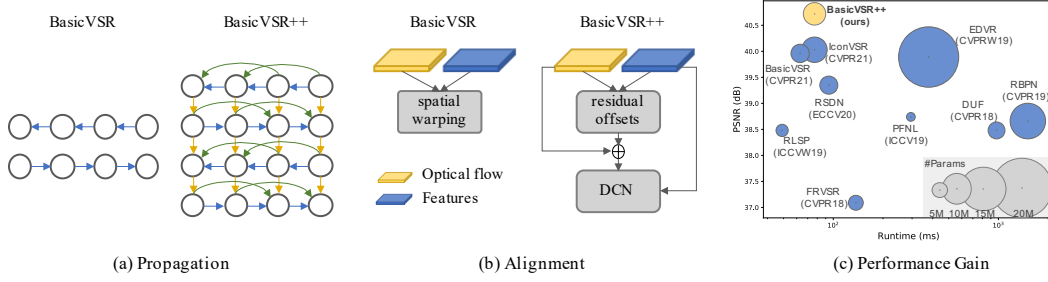 BasicVSR
BasicVSR++
(a) Propagation
BasicVSR
BasicVSR++
spatial
warping
residual
offsets
DCN
Optical flow
Features
(b) Alignment
PSNR (dB)
40.5
40.0
39.5
39.0
38.5
38.0
37.5
37.0
BasicVSR++
(ours)
IconVSR
(CVPR21)
BasicVSR
(CVPR21)
EDVR
(CVPRW19)
RSDN
(ECCV20)
RBPN
(CVPR19)
DUF
(CVPR18)
PFNL
(ICCV19)
RLSP
(ICCVW19)
FRVSR
(CVPR18)
#Params
5M 10M 15M 20M
10²
10³
Runtime (ms)
(c) Performance Gain